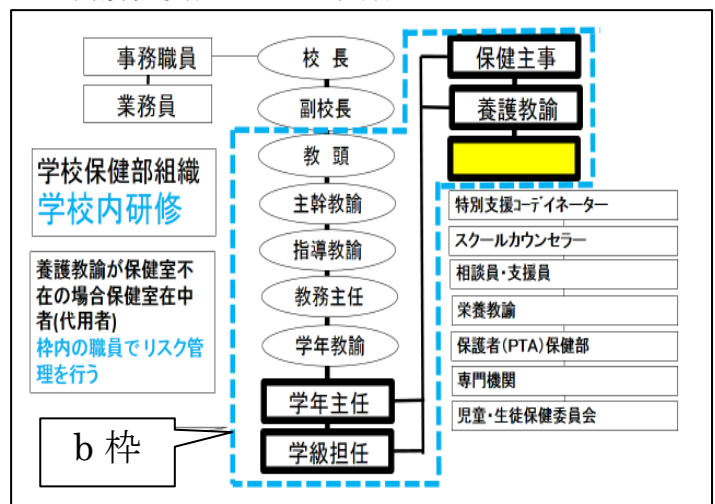 事務職員
業務員
学校保健部組織
学校内研修
養護教諭が保健室不
在の場合保健室在中
者(代用者)
枠内の職員でリスク管
理を行う
b 枠
校 長
副校長
教 頭
主幹教諭
指導教諭
教務主任
学年教諭
学年主任
学級担任
保健主事
養護教諭
特別支援コーデイネーター
スクールカウンセラー
相談員・支援員
栄養教諭
保護者(PTA)保健部
専門機関
児童・生徒保健委員会